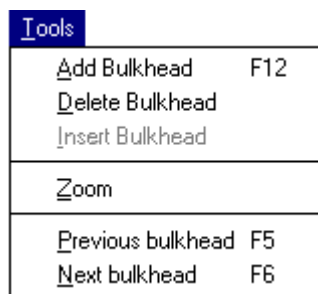 Tools
Add Bulkhead F12
Delete Bulkhead
Insert Bulkhead
Zoom
Previous bulkhead F5
Next bulkhead F6